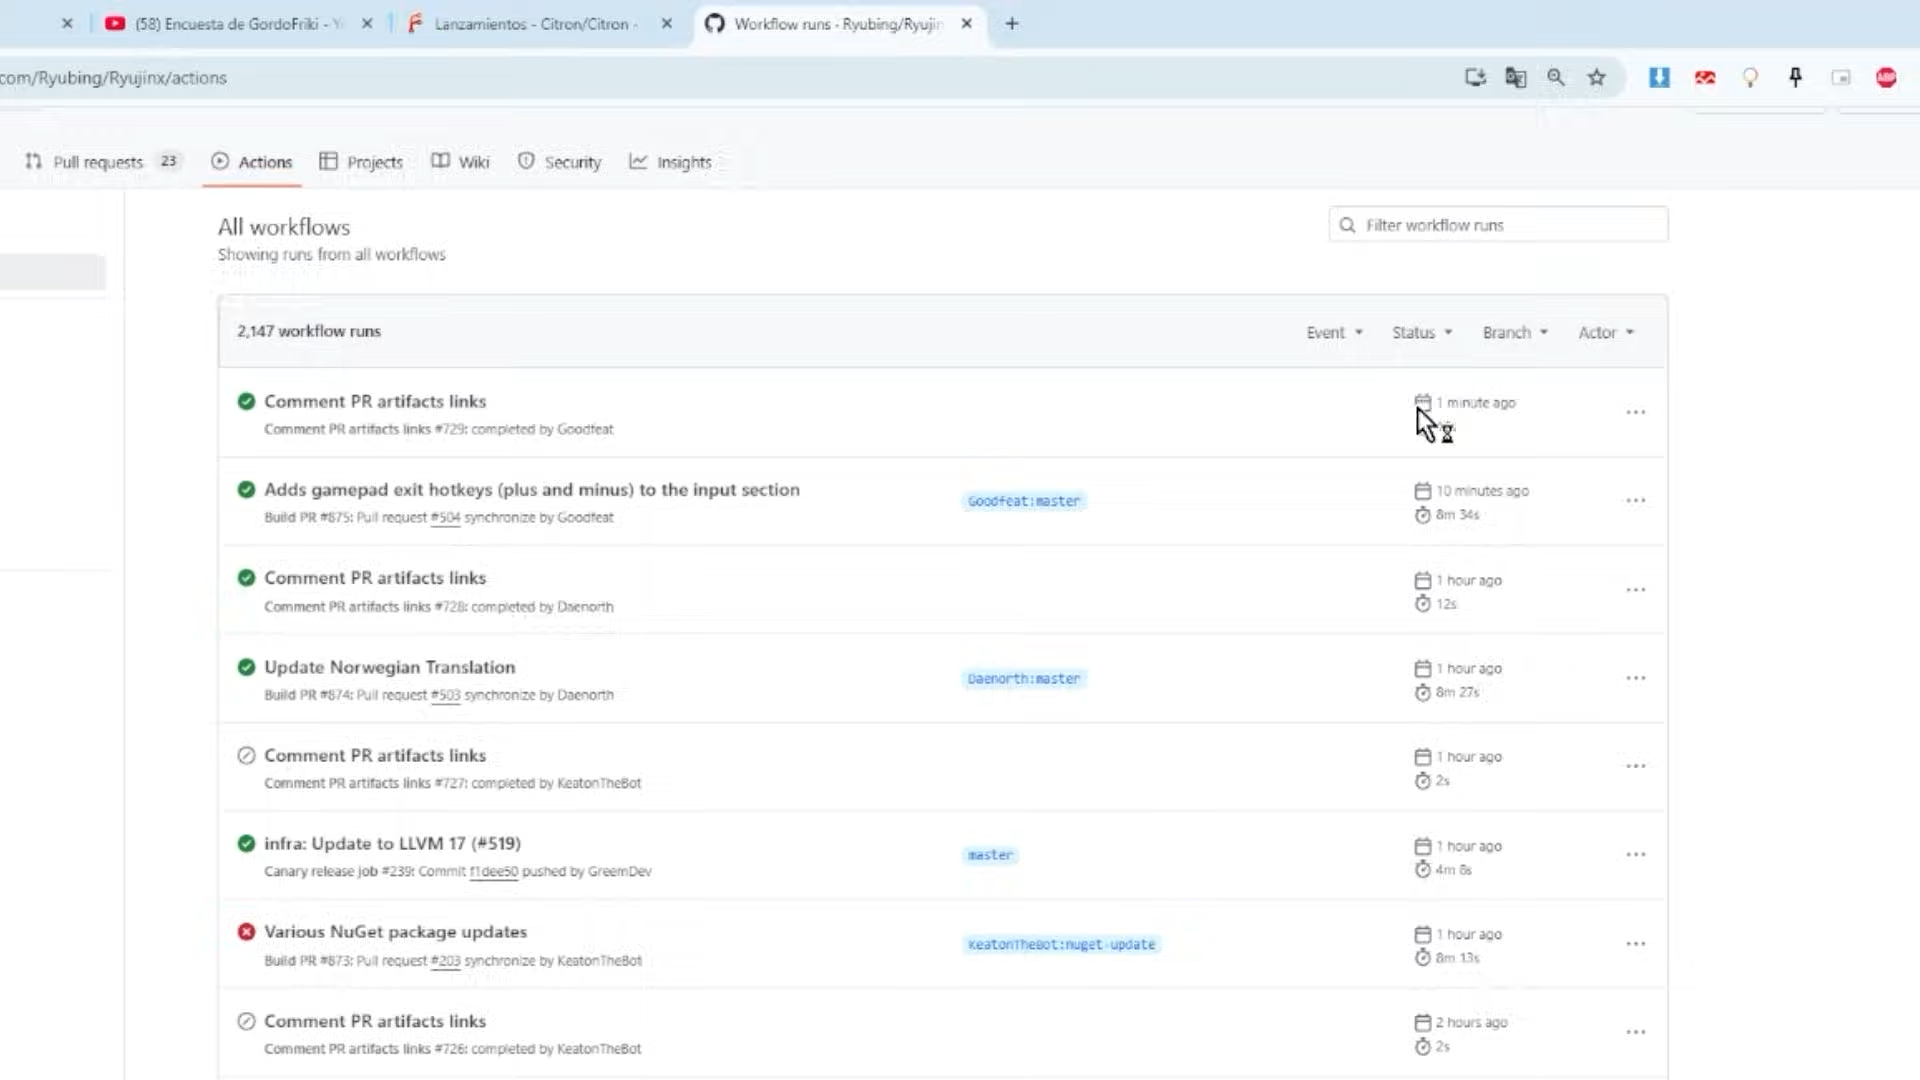 (58) Encuesta de GordoFriki - Y
Lanzamientos - Citron/Citron -
Workflow runs · Ryubing/Ryujin
com/Ryubing/Ryujinx/actions
ABP
Pull requests 23
Actions
Projects
Wiki
Security
Insights
All workflows
Showing runs from all workflows
Filter workflow runs
2,147 workflow runs
Event
Status
Branch
Actor
Comment PR artifacts links
1 minute ago
Comment PR artifacts links #729: completed by Goodfeat
Adds gamepad exit hotkeys (plus and minus) to the input section
Goodfeat:master
10 minutes ago
Build PR #875: Pull request #504 synchronize by Goodfeat
8m 34s
Comment PR artifacts links
1 hour ago
Comment PR artifacts links #728: completed by Daenorth
12s
Update Norwegian Translation
Daenorth:master
1 hour ago
Build PR #874: Pull request #503 synchronize by Daenorth
8m 27s
Comment PR artifacts links
1 hour ago
Comment PR artifacts links #727: completed by KeatonTheBot
2s
infra: Update to LLVM 17 (#519)
master
1 hour ago
Canary release job #239: Commit f1dee50 pushed by GreemDev
4m 8s
Various NuGet package updates
KeatonTheBot:nuget-update
1 hour ago
Build PR #873: Pull request #203 synchronize by KeatonTheBot
8m 13s
Comment PR artifacts links
2 hours ago
Comment PR artifacts links #726: completed by KeatonTheBot
2s